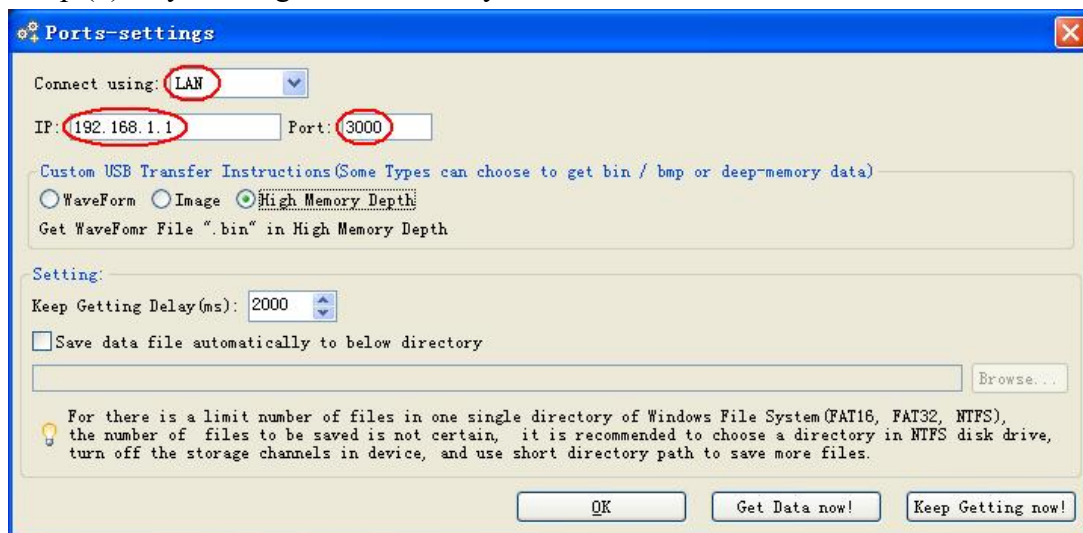 Ports-settings
Connect using: LAN
IP: 192.168.1.1 Port: 3000
Custom USB Transfer Instructions(Some Types can choose to get bin / bmp or deep-memory data)
WaveForm Image High Memory Depth
Get WaveFomr File ".bin" in High Memory Depth
Setting:
Keep Getting Delay(ms): 2000
Save data file automatically to below directory
Browse...
For there is a limit number of files in one single directory of Windows File System(FAT16, FAT32, NTFS),
the number of files to be saved is not certain, it is recommended to choose a directory in NTFS disk drive,
turn off the storage channels in device, and use short directory path to save more files.
OK Get Data now! Keep Getting now!